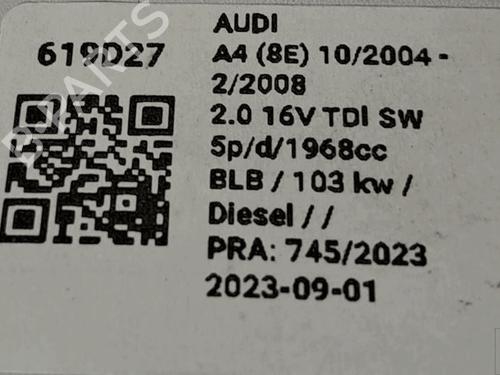 619D27
AUDI
A4 (8E) 10/2004 -
2/2008
2.0 16V TDI SW
5p/d/1968cc
BLB / 103 kw /
Diesel / /
PRA: 745/2023
2023-09-01
B-PARTS